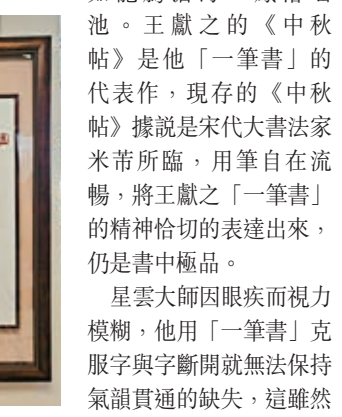 池。王獻之的《中秋
帖》是他「一筆書」的
代表作，現存的《中秋
帖》據說是宋代大書法家
米芾所臨，用筆自在流
暢，將王獻之「一筆書」
的精神恰切的表達出來，
仍是書中極品。
星雲大師因眼疾而視力
模糊，他用「一筆書」克
服字與字斷開就無法保持
氣韻貫通的缺失，這雖然